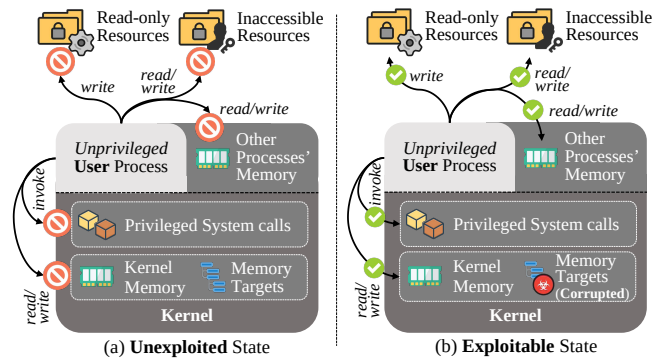 Read-only
Resources
Inaccessible
Resources
write
read/
write
read/write
Unprivileged
User Process
Other
Processes'
Memory
invoke
Privileged System calls
read/
write
Kernel
Memory
Memory
Targets
Kernel
(a) Unexploited State
Read-only
Resources
Inaccessible
Resources
write
read/
write
read/write
Unprivileged
User Process
Other
Processes'
Memory
invoke
Privileged System calls
read/
write
Kernel
Memory
Memory
Targets
(Corrupted)
Kernel
(b) Exploitable State